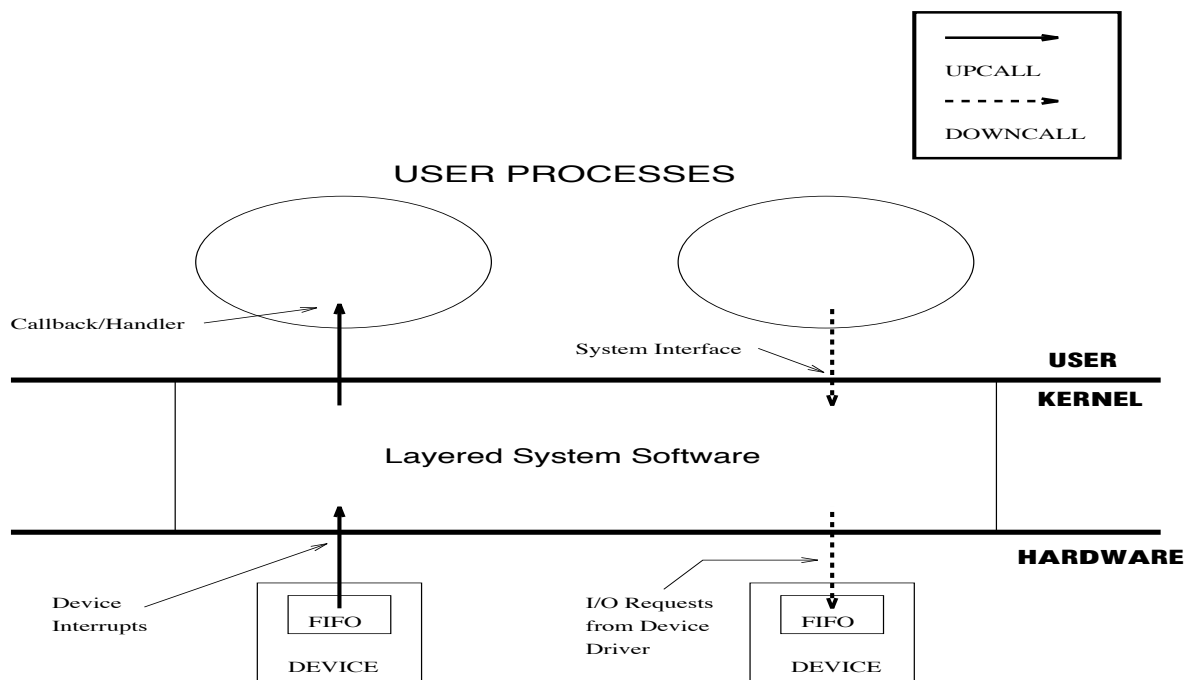 UPCALL
DOWNCALL
USER PROCESSES
Callback/Handler
System Interface
USER
KERNEL
Layered System Software
HARDWARE
Device
Interrupts
I/O Requests
from Device
Driver
FIFO
DEVICE
FIFO
DEVICE